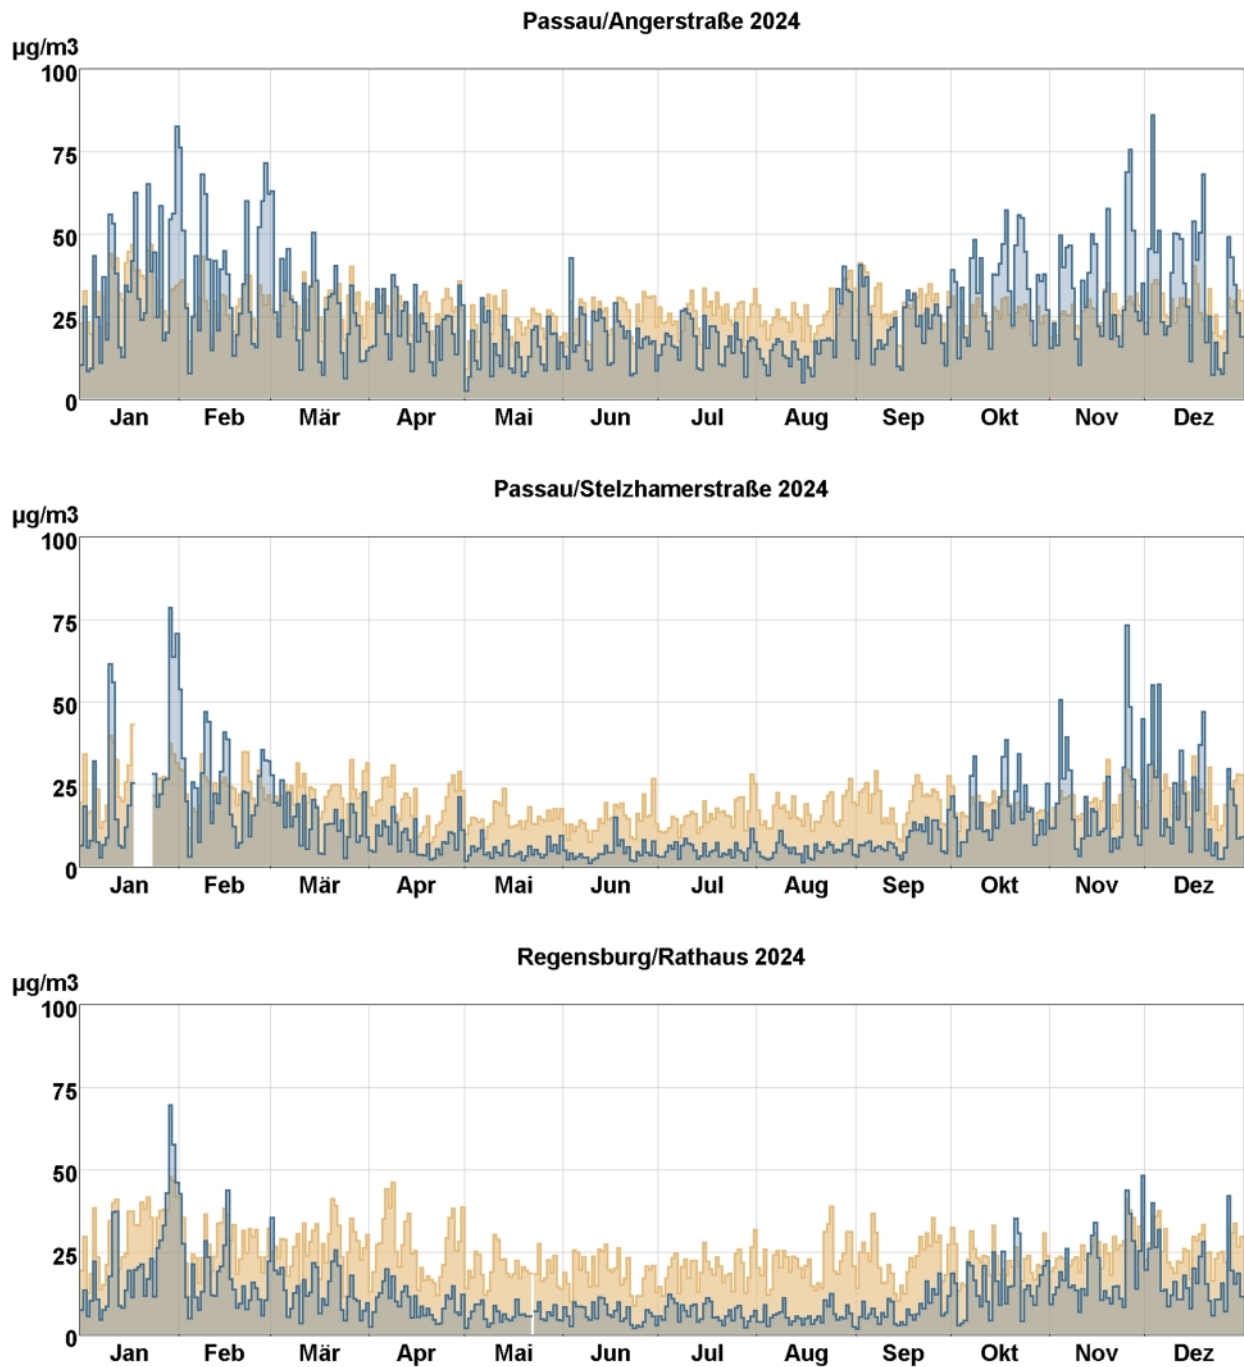 Passau/Angerstraße 2024
µg/m3
100
75
50
25
0
Jan Feb Mär Apr Mai Jun Jul Aug Sep Okt Nov Dez
Passau/Stelzhamerstraße 2024
µg/m3
100
75
50
25
0
Jan Feb Mär Apr Mai Jun Jul Aug Sep Okt Nov Dez
Regensburg/Rathaus 2024
µg/m3
100
75
50
25
0
Jan Feb Mär Apr Mai Jun Jul Aug Sep Okt Nov Dez